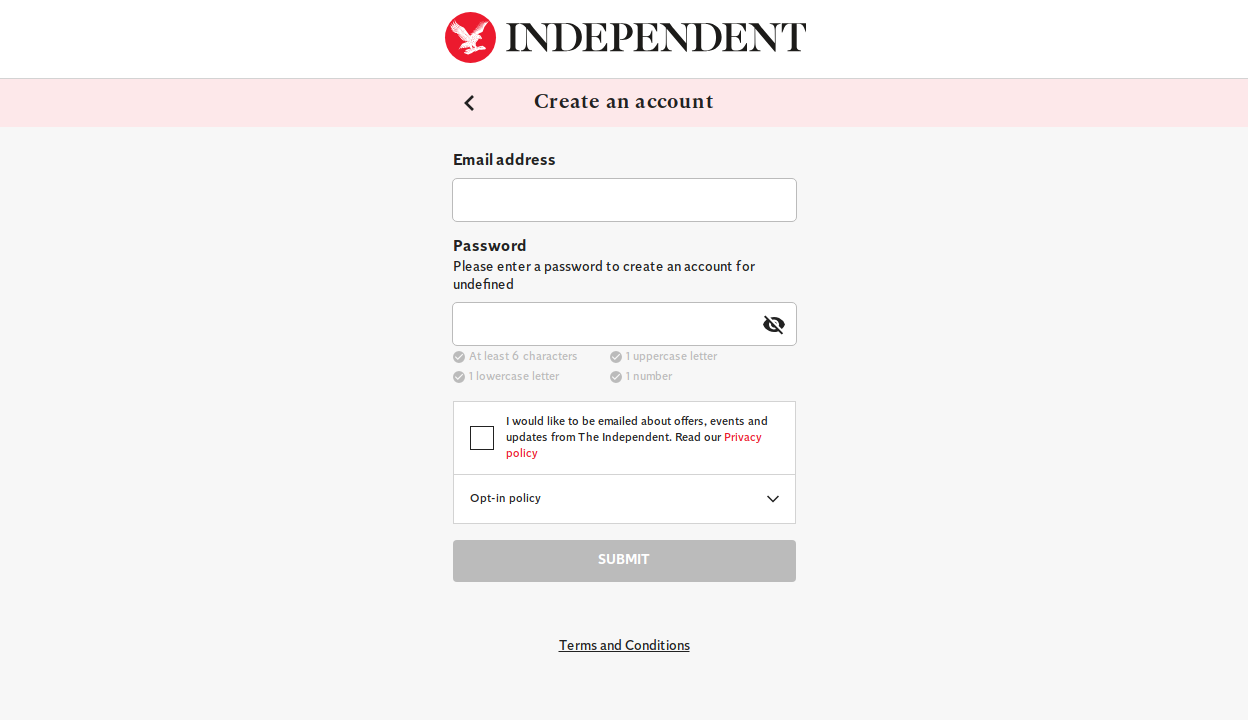 INDEPENDENT
Create an account
Email address
Password
Please enter a password to create an account for
undefined
At least 6 characters
1 uppercase letter
1 lowercase letter
1 number
I would like to be emailed about offers, events and
updates from The Independent. Read our Privacy
policy
Opt-in policy
SUBMIT
Terms and Conditions